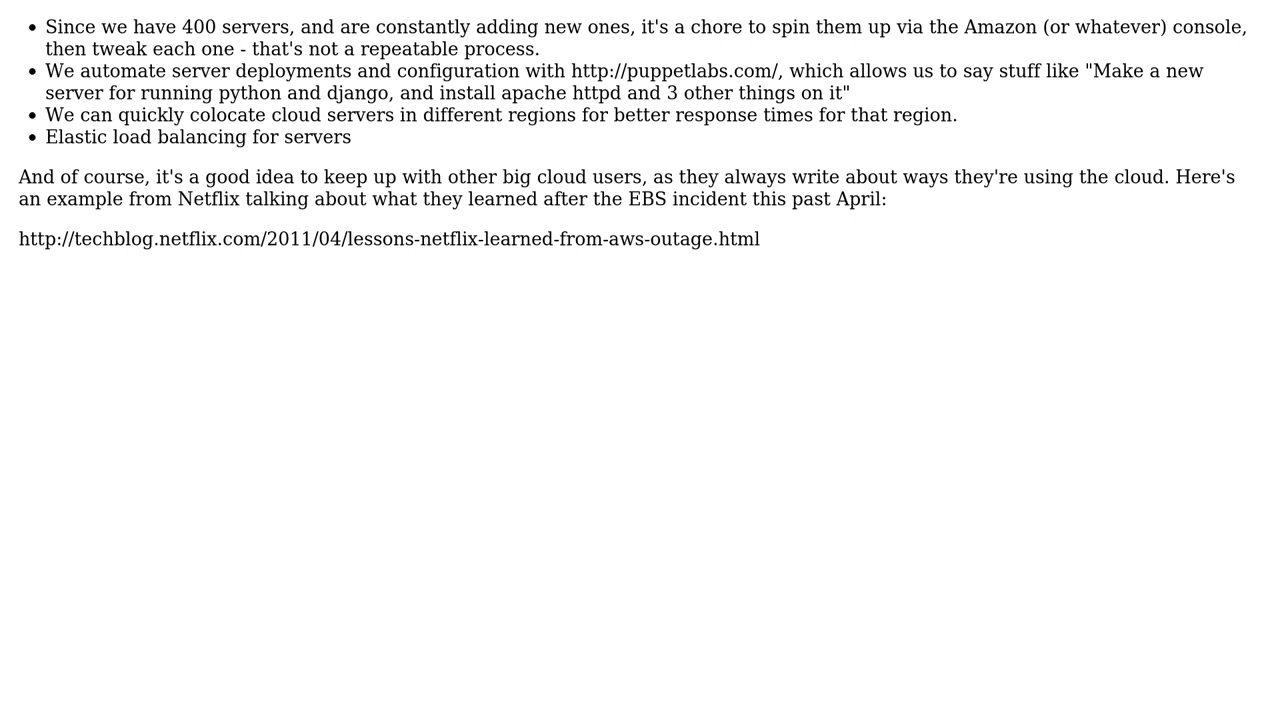 • Since we have 400 servers, and are constantly adding new ones, it's a chore to spin them up via the Amazon (or whatever) console,
then tweak each one - that's not a repeatable process.
• We automate server deployments and configuration with http://puppetlabs.com/, which allows us to say stuff like "Make a new
server for running python and django, and install apache httpd and 3 other things on it"
• We can quickly colocate cloud servers in different regions for better response times for that region.
• Elastic load balancing for servers
And of course, it's a good idea to keep up with other big cloud users, as they always write about ways they're using the cloud. Here's
an example from Netflix talking about what they learned after the EBS incident this past April:
http://techblog.netflix.com/2011/04/lessons-netflix-learned-from-aws-outage.html